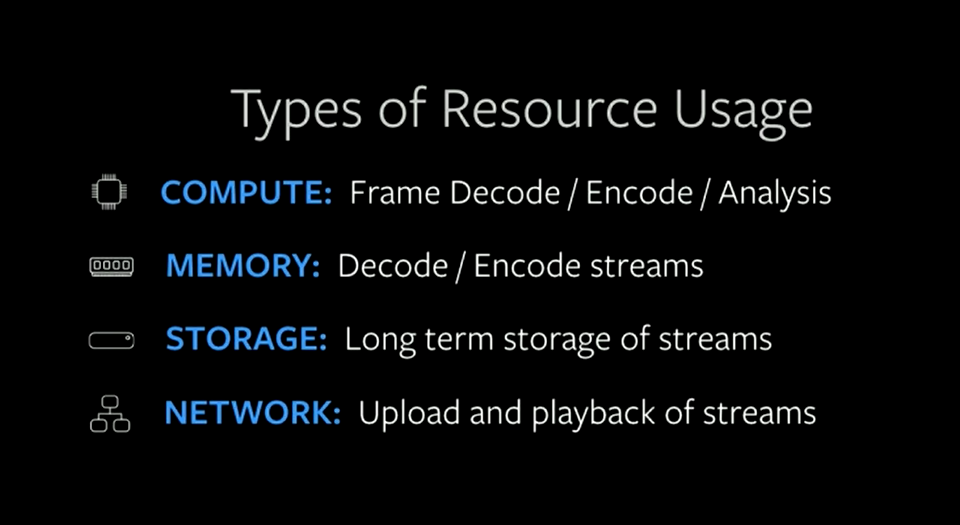 Types of Resource Usage
COMPUTE: Frame Decode / Encode / Analysis
MEMORY: Decode / Encode streams
STORAGE: Long term storage of streams
NETWORK: Upload and playback of streams